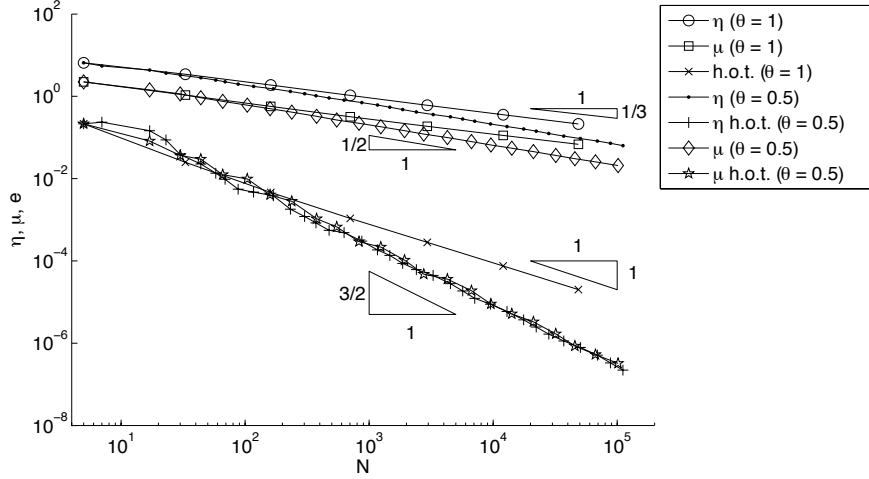 10^2
10^0
10^-2
10^-4
10^-6
10^-8
η, μ, e
10^1
10^2
10^3
10^4
10^5
N
1
1/3
1/2
1
1
1
3/2
1
η (θ = 1)
μ (θ = 1)
h.o.t. (θ = 1)
η (θ = 0.5)
η h.o.t. (θ = 0.5)
μ (θ = 0.5)
μ h.o.t. (θ = 0.5)